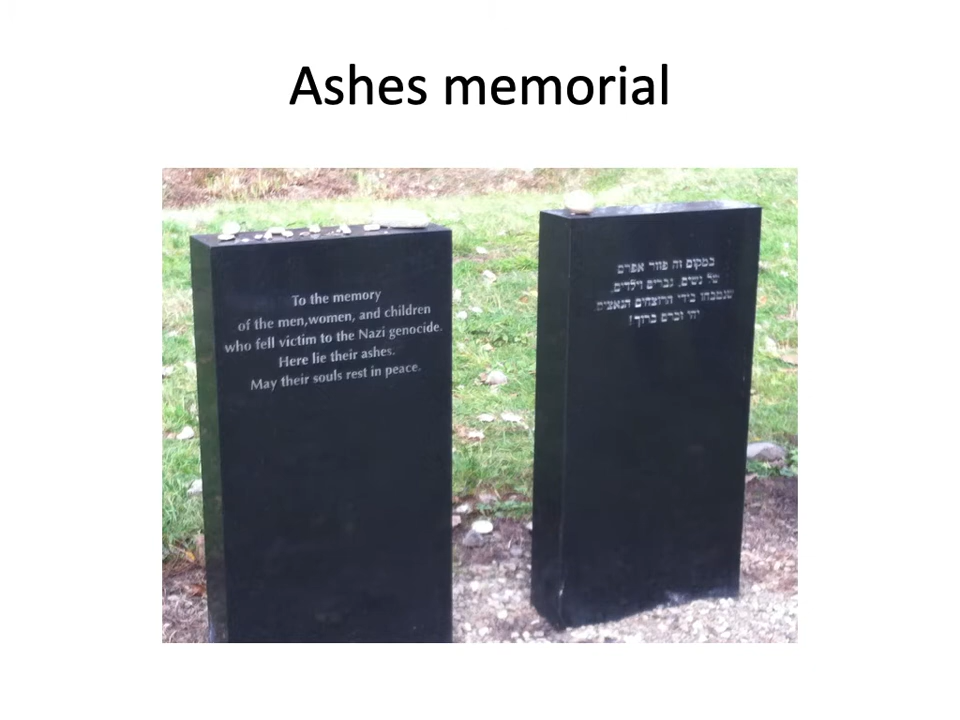 Ashes memorial
To the memory
of the men,women, and children
who fell victim to the Nazi genocide.
Here lie their ashes.
May their souls rest in peace.
במקום זה פוזר אפרם
של נשים, גברים וילדים,
שנטבחו בידי הרוצחים הנאצים.
יהי זכרם ברוך!